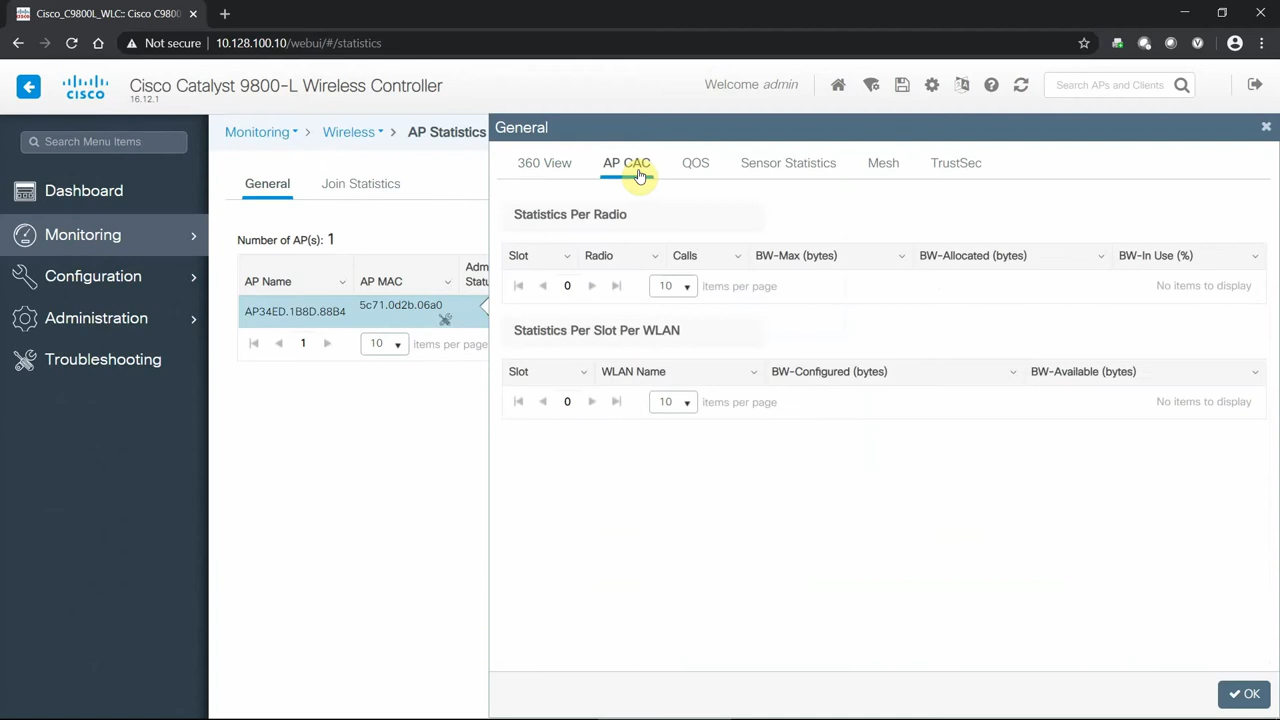 Cisco_C9800L_WLC:: Cisco C9800
Not secure
10.128.100.10/webui/#/statistics
V
cisco
Cisco Catalyst 9800-L Wireless Controller
16.12.1
Welcome admin
Search APs and Clients
Search Menu Items
Dashboard
Monitoring
Configuration
Administration
Troubleshooting
Monitoring > Wireless > AP Statistics
General
Join Statistics
Number of AP(s): 1
AP Name
AP MAC
Adm
Statu
AP34ED.1B8D.88B4
5c71.0d2b.06a0
1
10
items per page
General
360 View
AP CAC
QOS
Sensor Statistics
Mesh
TrustSec
Statistics Per Radio
Slot
Radio
Calls
BW-Max (bytes)
BW-Allocated (bytes)
BW-In Use (%)
0
10
items per page
No items to display
Statistics Per Slot Per WLAN
Slot
WLAN Name
BW-Configured (bytes)
BW-Available (bytes)
0
10
items per page
No items to display
OK